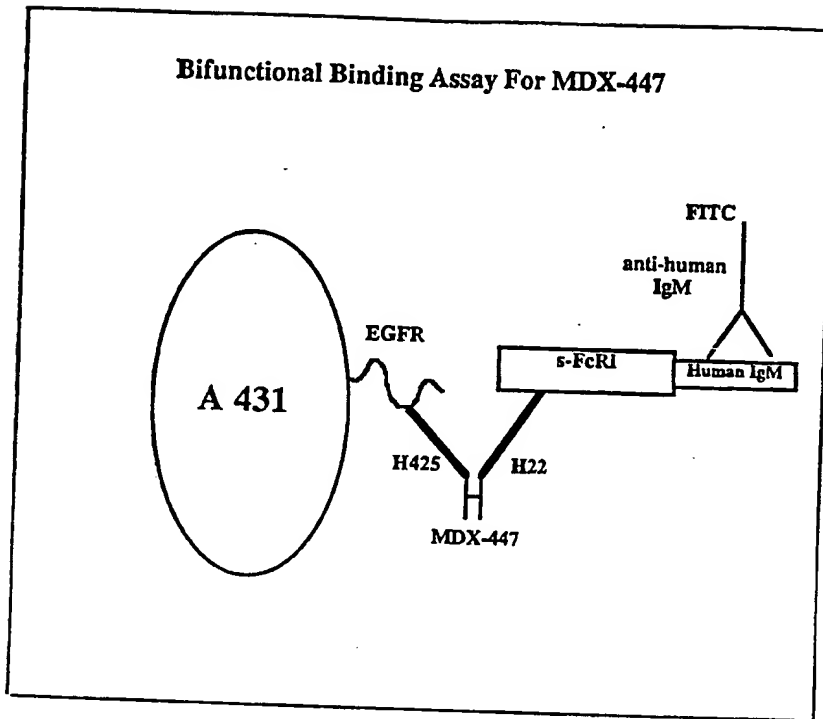 Bifunctional Binding Assay For MDX-447
FITC
anti-human
IgM
EGFR
s-FcRI
Human IgM
A 431
H425
H22
MDX-447